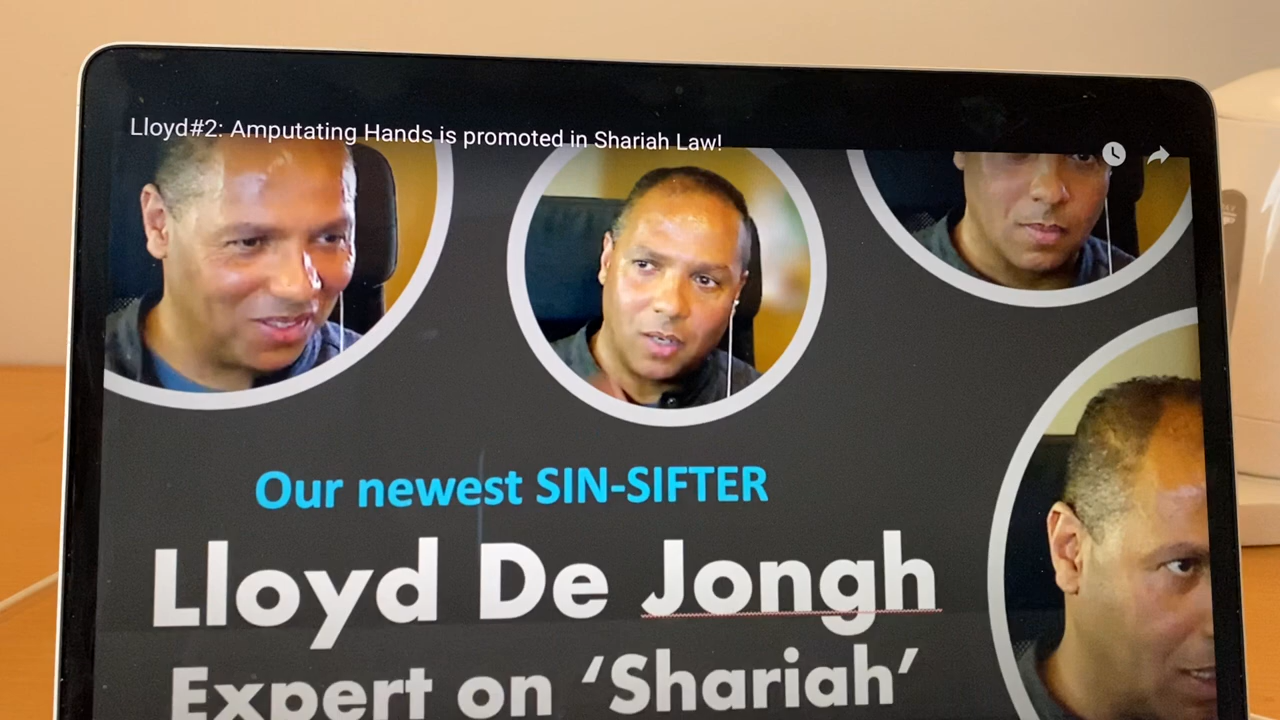 Lloyd#2: Amputating Hands is promoted in Shariah Law!
Our newest SIN-SIFTER
Lloyd De Jongh
Expert on ‘Shariah’